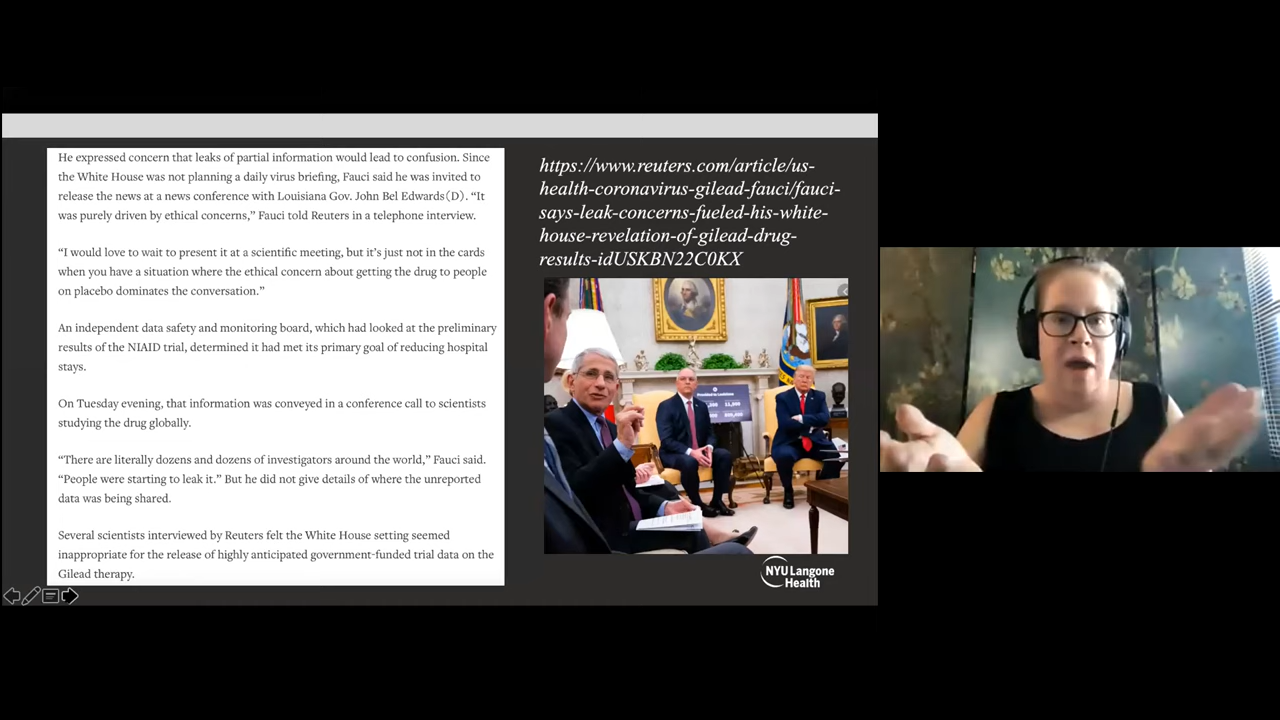 He expressed concern that leaks of partial information would lead to confusion. Since
the White House was not planning a daily virus briefing, Fauci said he was invited to
release the news at a news conference with Louisiana Gov. John Bel Edwards(D). “It
was purely driven by ethical concerns,” Fauci told Reuters in a telephone interview.
“I would love to wait to present it at a scientific meeting, but it’s just not in the cards
when you have a situation where the ethical concern about getting the drug to people
on placebo dominates the conversation.”
An independent data safety and monitoring board, which had looked at the preliminary
results of the NIAID trial, determined it had met its primary goal of reducing hospital
stays.
On Tuesday evening, that information was conveyed in a conference call to scientists
studying the drug globally.
“There are literally dozens and dozens of investigators around the world,” Fauci said.
“People were starting to leak it.” But he did not give details of where the unreported
data was being shared.
Several scientists interviewed by Reuters felt the White House setting seemed
inappropriate for the release of highly anticipated government-funded trial data on the
Gilead therapy.
https://www.reuters.com/article/us-
health-coronavirus-gilead-fauci/fauci-
says-leak-concerns-fueled-his-white-
house-revelation-of-gilead-drug-
results-idUSKBN22C0KX
NYU Langone
Health